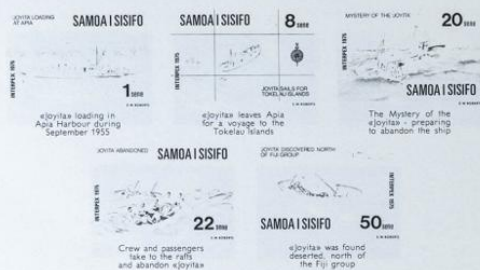 JOYITA LOADING
AT APIA
SAMOA I SISIFO
INTERPEX 1975
1 sene
«Joyita» loading in
Apia Harbour during
September 1955
SAMOA I SISIFO
8 sene
INTERPEX 1975
JOYITA SAILS FOR
TOKELAU ISLANDS
«Joyita» leaves Apia
for a voyage to the
Tokelau Islands
MYSTERY OF THE JOYITA
20 sene
INTERPEX 1975
SAMOA I SISIFO
The Mystery of the
«Joyita» - preparing
to abandon the ship
JOYITA ABANDONED
SAMOA I SISIFO
INTERPEX 1975
22 sene
Crew and passengers
take to the rafts
and abandon «Joyita»
JOYITA DISCOVERED NORTH
OF FIJI GROUP
INTERPEX 1975
SAMOA I SISIFO
50 sene
«Joyita» was found
deserted, north of
the Fiji group